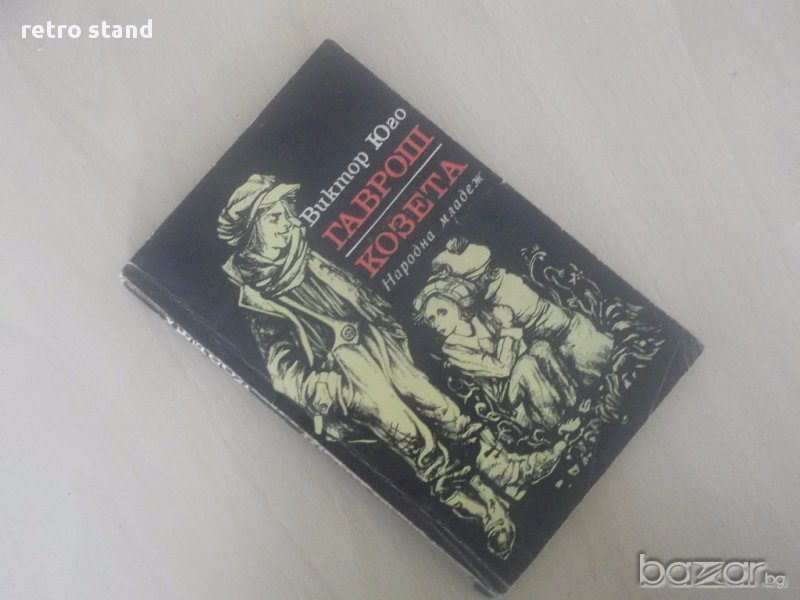 retro stand
Виктор Юго
ГАВРОШ
КОЗЕТА
Народна младеж
bazar.bg